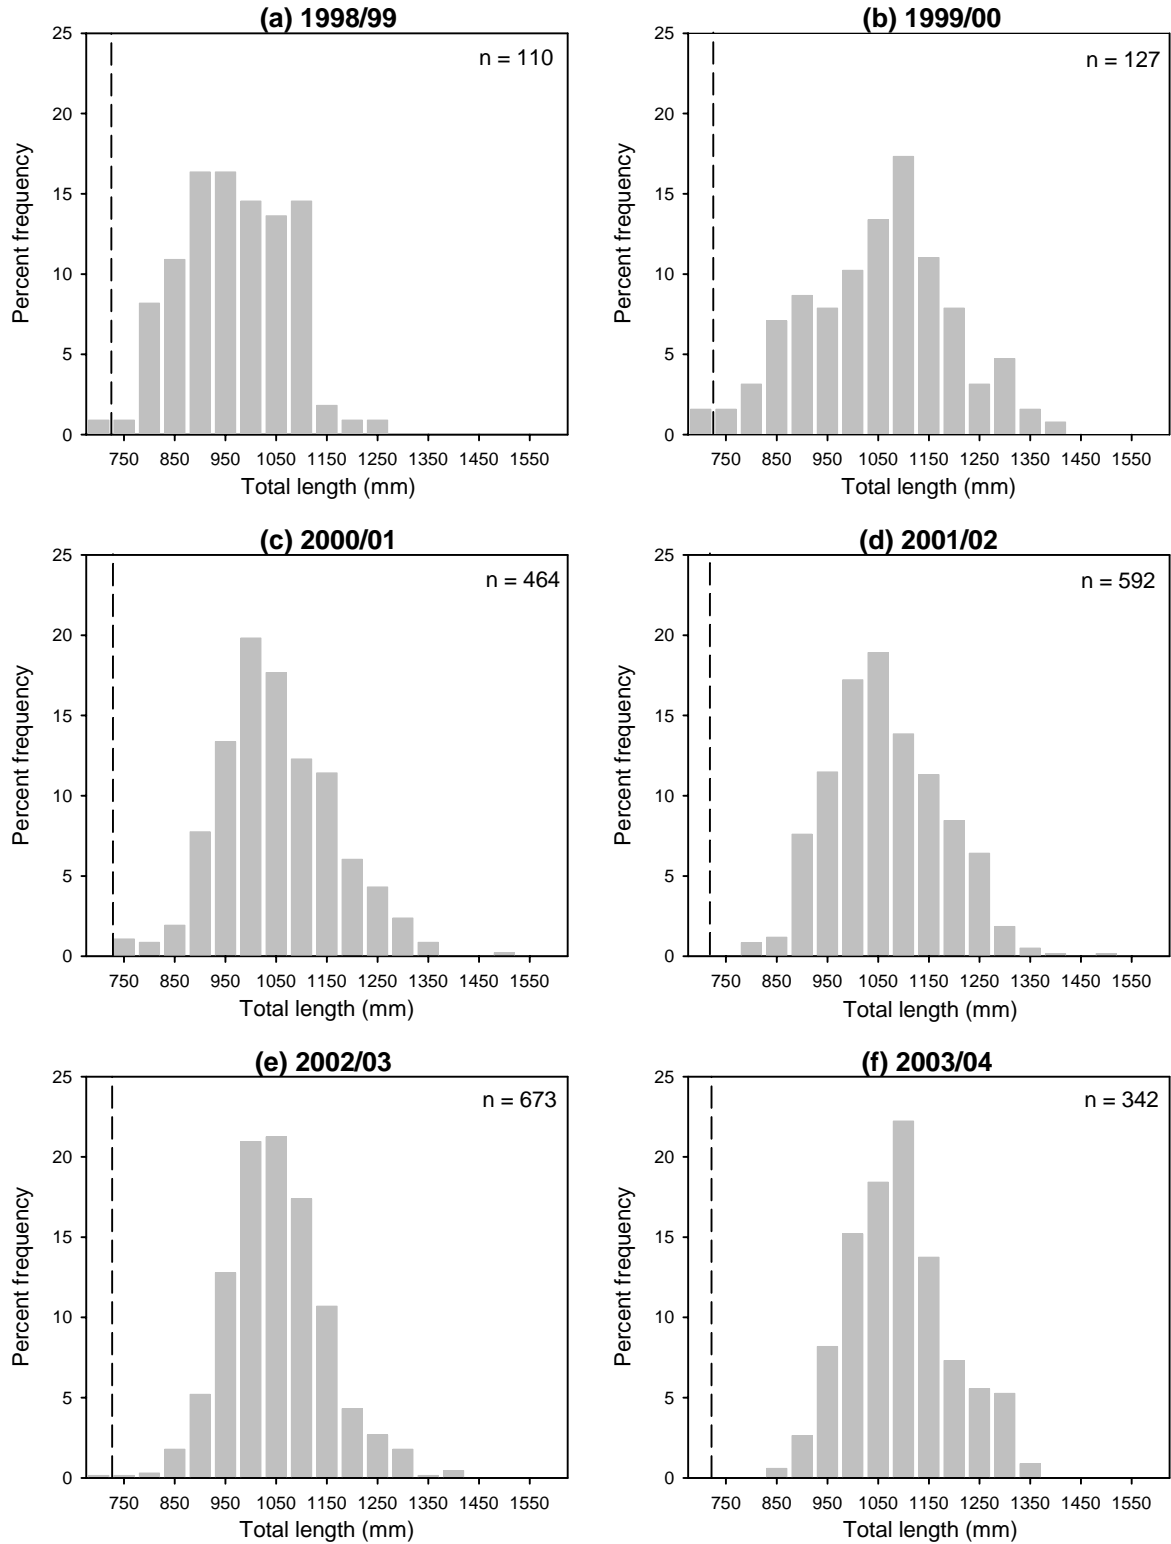 (a) 1998/99
n = 110
Percent frequency
25
20
15
10
5
0
750 850 950 1050 1150 1250 1350 1450 1550
Total length (mm)
(b) 1999/00
n = 127
Percent frequency
25
20
15
10
5
0
750 850 950 1050 1150 1250 1350 1450 1550
Total length (mm)
(c) 2000/01
n = 464
Percent frequency
25
20
15
10
5
0
750 850 950 1050 1150 1250 1350 1450 1550
Total length (mm)
(d) 2001/02
n = 592
Percent frequency
25
20
15
10
5
0
750 850 950 1050 1150 1250 1350 1450 1550
Total length (mm)
(e) 2002/03
n = 673
Percent frequency
25
20
15
10
5
0
750 850 950 1050 1150 1250 1350 1450 1550
Total length (mm)
(f) 2003/04
n = 342
Percent frequency
25
20
15
10
5
0
750 850 950 1050 1150 1250 1350 1450 1550
Total length (mm)